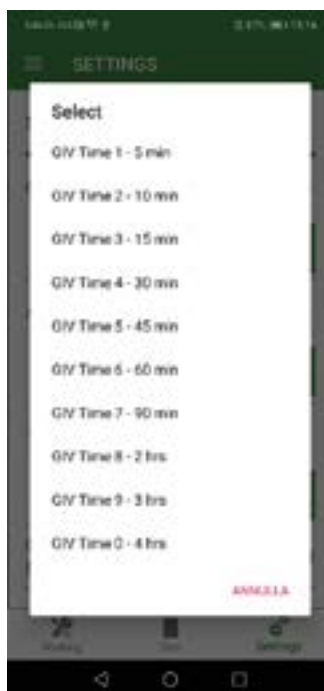 SETTINGS
Select
GIV Time 1 - 5 min
GIV Time 2 - 10 min
GIV Time 3 - 15 min
GIV Time 4 - 30 min
GIV Time 5 - 45 min
GIV Time 6 - 60 min
GIV Time 7 - 90 min
GIV Time 8 - 2 hrs
GIV Time 9 - 3 hrs
GIV Time 0 - 4 hrs
ANNULLA
Settings